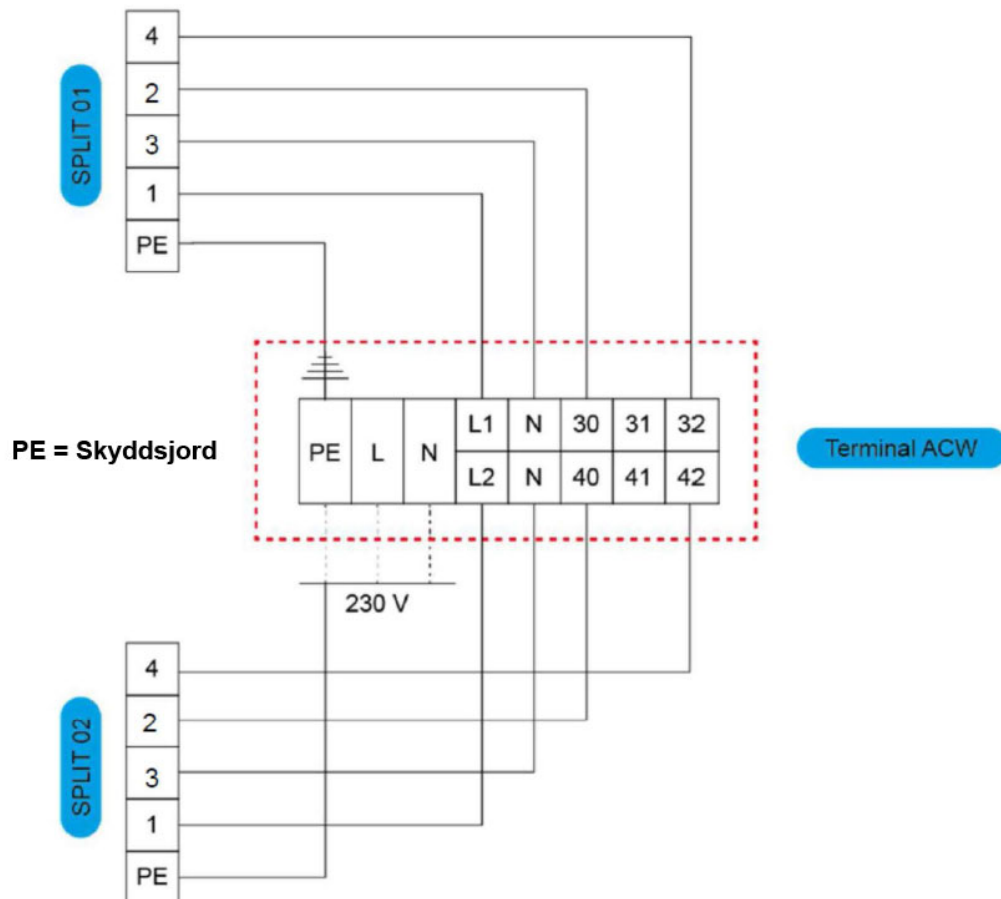 SPLIT 01
4
2
3
1
PE
PE = Skyddsjord
PE L N L1 N 30 31 32
L2 N 40 41 42
Terminal ACW
230 V
SPLIT 02
4
2
3
1
PE